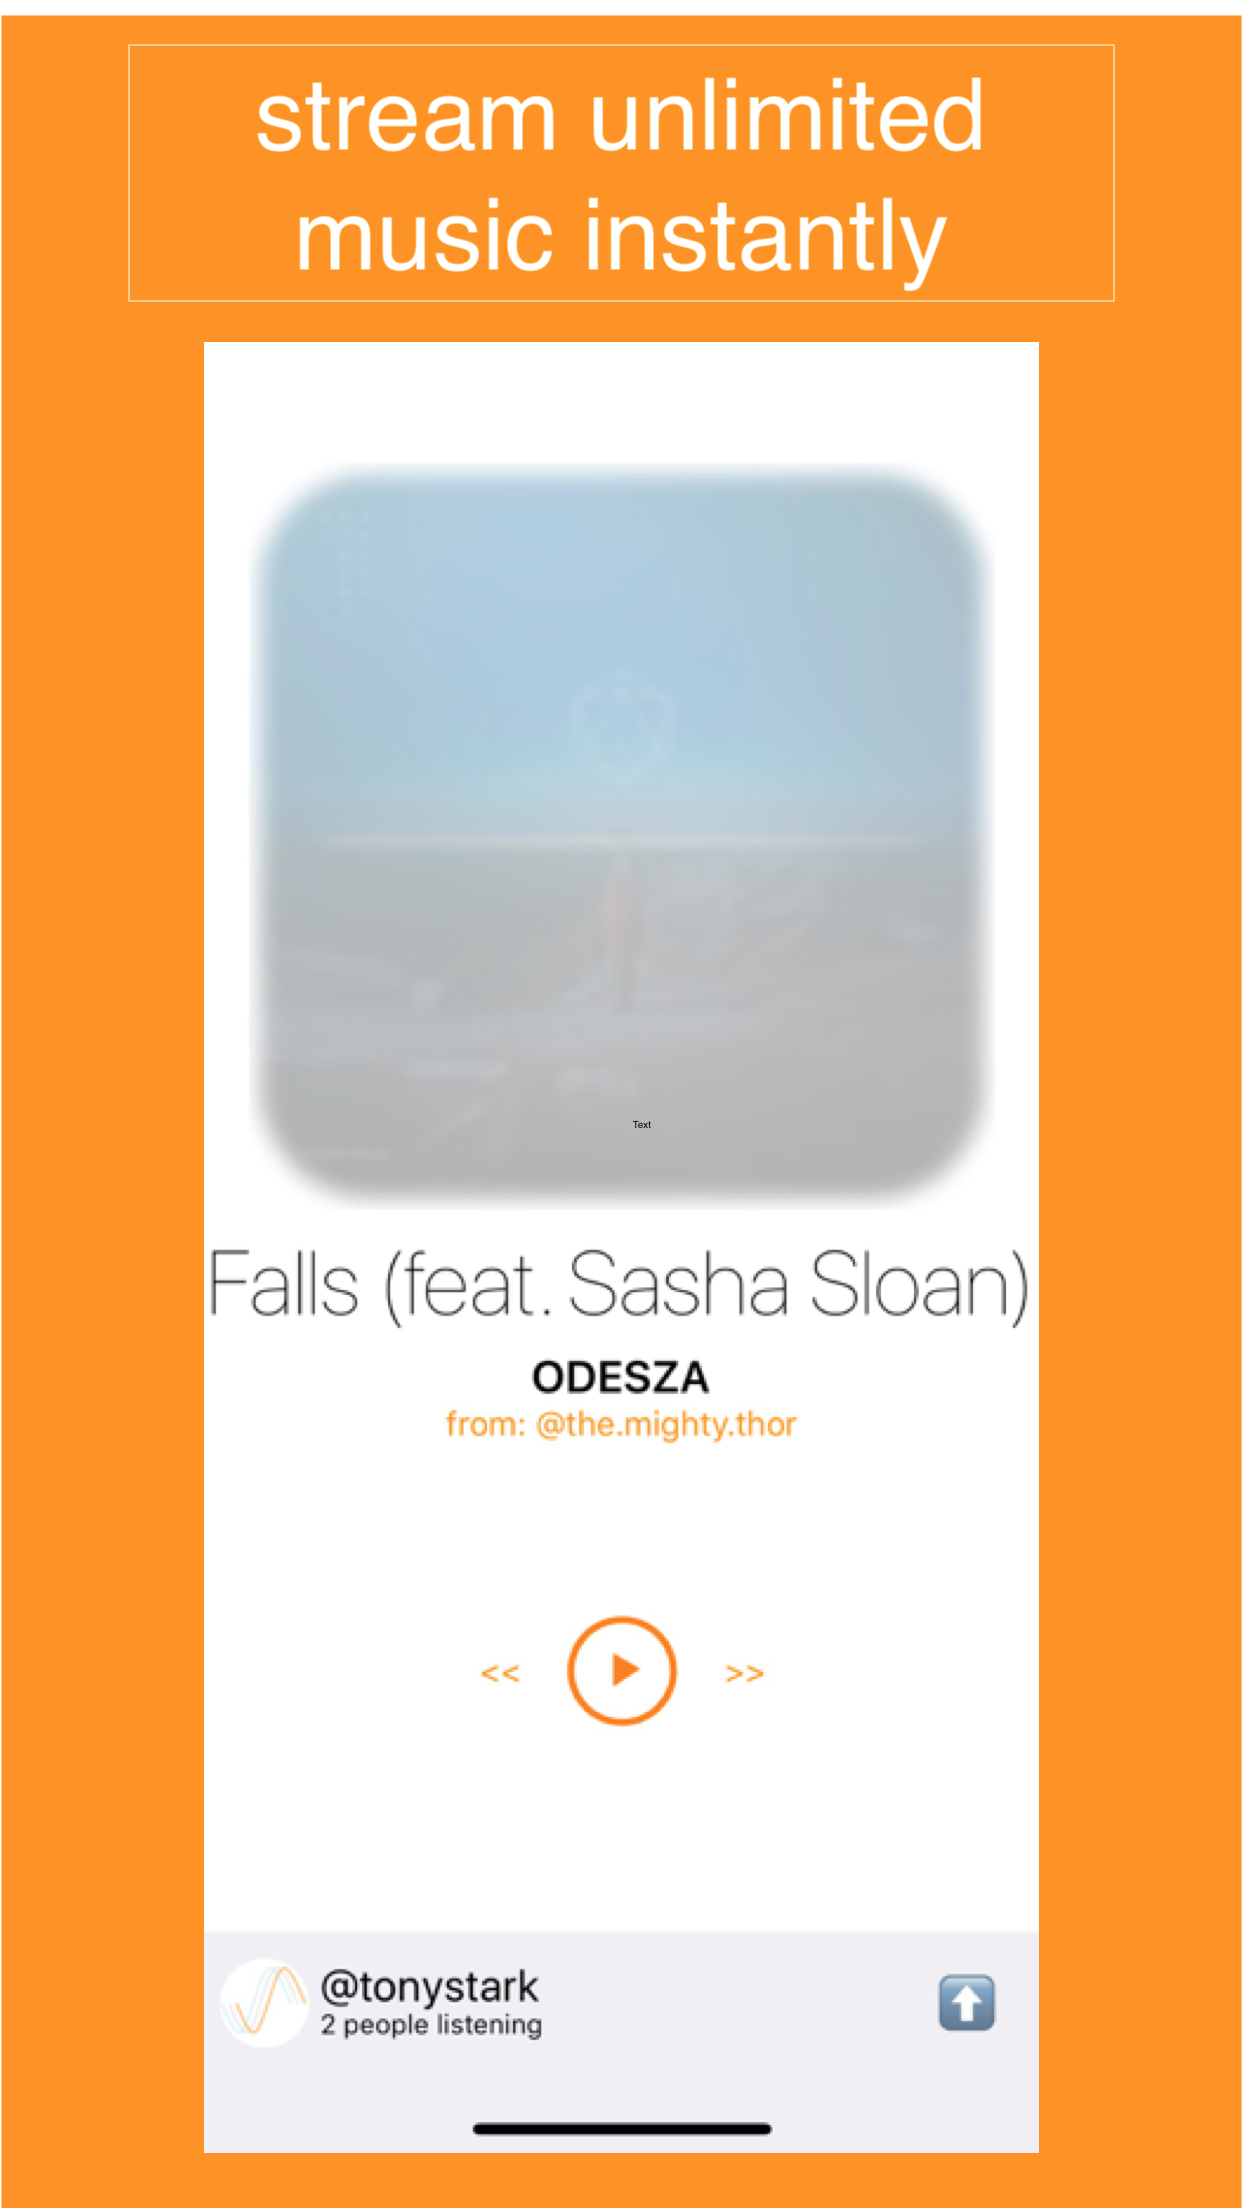 stream unlimited
music instantly
Text
Falls (feat. Sasha Sloan)
ODESZA
from: @the.mighty.thor
<< >>
@tonystark
2 people listening